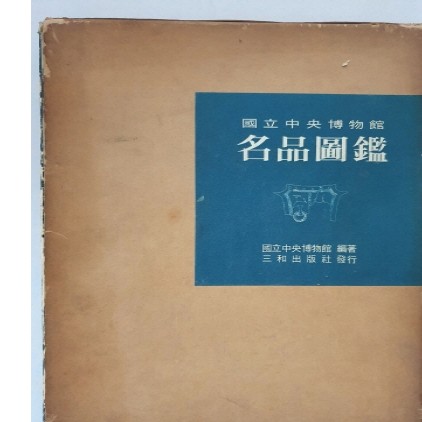 國立中央博物館
名品圖鑑
國立中央博物館 編著
三和出版社 發行